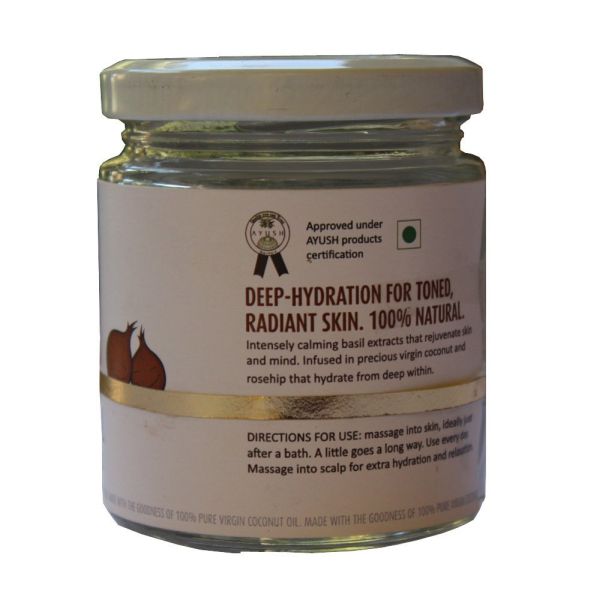 AYUSH
Approved under
AYUSH products
certification
DEEP-HYDRATION FOR TONED,
RADIANT SKIN. 100% NATURAL.
Intensely calming basil extracts that rejuvenate skin
and mind. Infused in precious virgin coconut and
rosehip that hydrate from deep within.
DIRECTIONS FOR USE: massage into skin, ideally just
after a bath. A little goes a long way. Use every day
Massage into scalp for extra hydration and relaxation.
MADE WITH THE GOODNESS OF 100% PURE VIRGIN COCONUT OIL. MADE WITH THE GOODNESS OF 100% PURE VIRGIN COCONUT